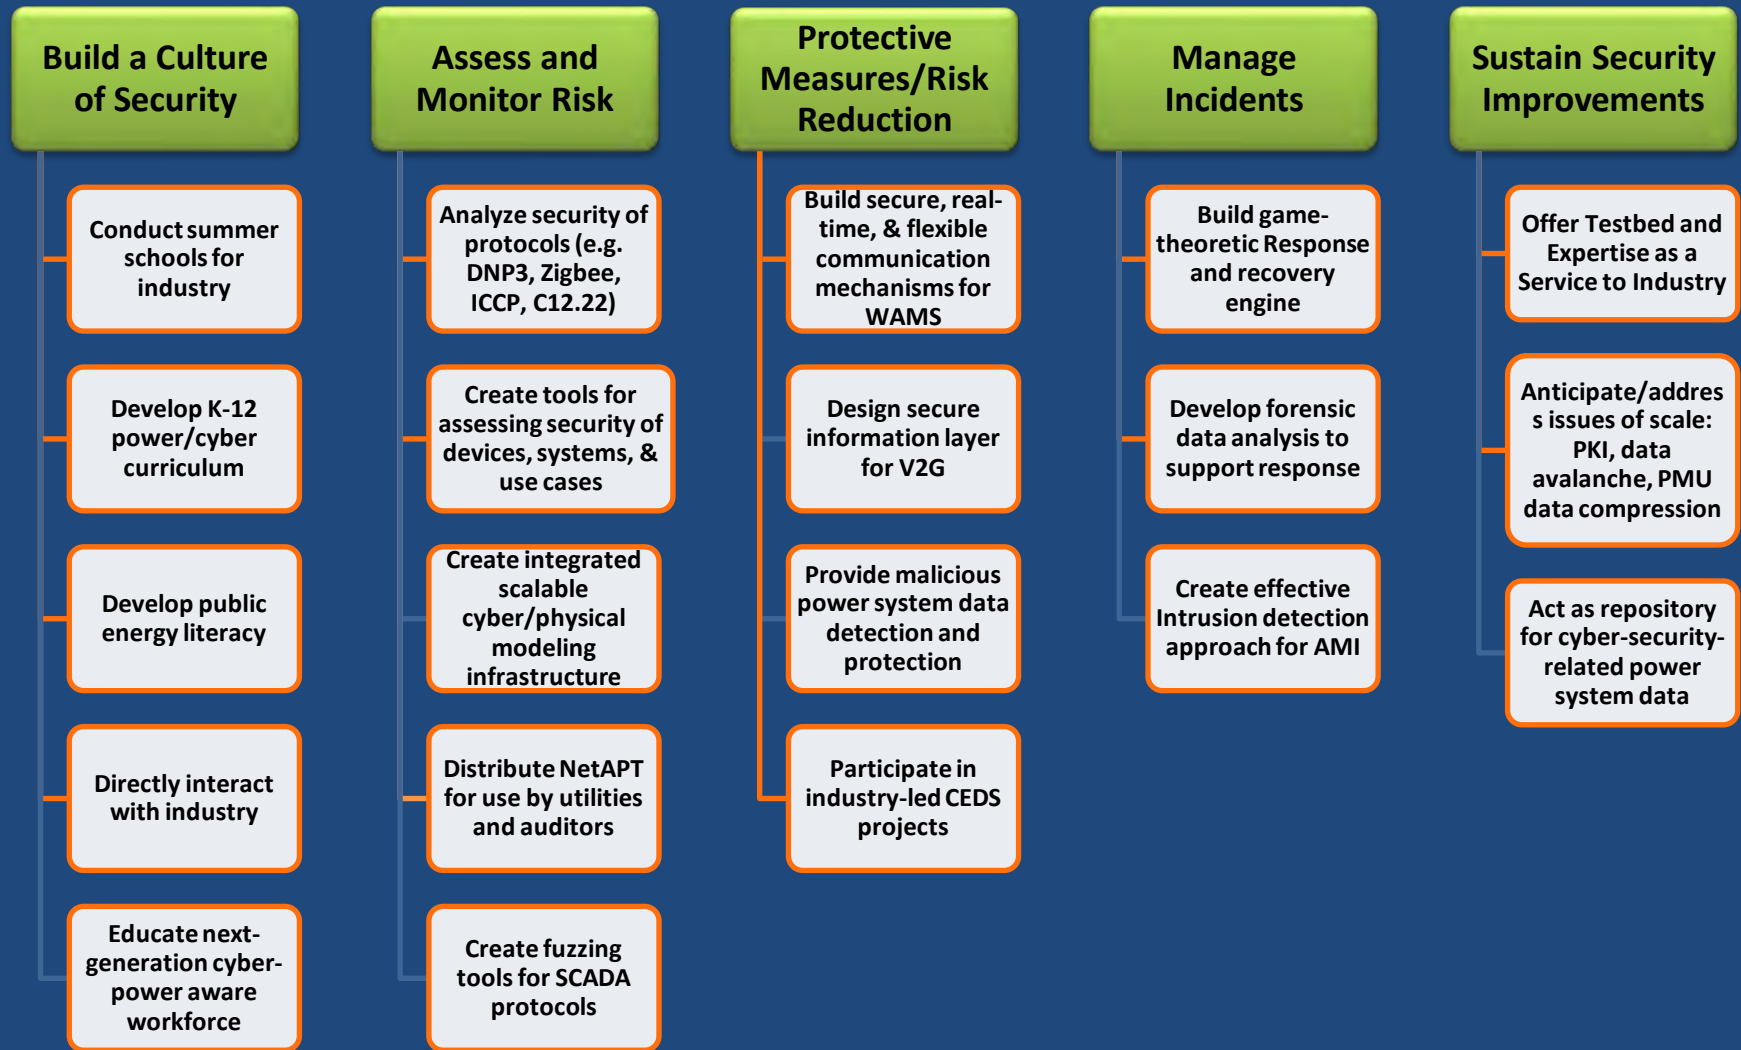 Build a Culture
of Security
Conduct summer
schools for
industry
Develop K-12
power/cyber
curriculum
Develop public
energy literacy
Directly interact
with industry
Educate next-
generation cyber-
power aware
workforce
Assess and
Monitor Risk
Analyze security of
protocols (e.g.
DNP3, Zigbee,
ICCP, C12.22)
Create tools for
assessing security of
devices, systems, &
use cases
Create integrated
scalable
cyber/physical
modeling
infrastructure
Distribute NetAPT
for use by utilities
and auditors
Create fuzzing
tools for SCADA
protocols
Protective
Measures/Risk
Reduction
Build secure, real-
time, & flexible
communication
mechanisms for
WAMS
Design secure
information layer
for V2G
Provide malicious
power system data
detection and
protection
Participate in
industry-led CEDS
projects
Manage
Incidents
Build game-
theoretic Response
and recovery
engine
Develop forensic
data analysis to
support response
Create effective
Intrusion detection
approach for AMI
Sustain Security
Improvements
Offer Testbed and
Expertise as a
Service to Industry
Anticipate/addres
s issues of scale:
PKI, data
avalanche, PMU
data compression
Act as repository
for cyber-security-
related power
system data